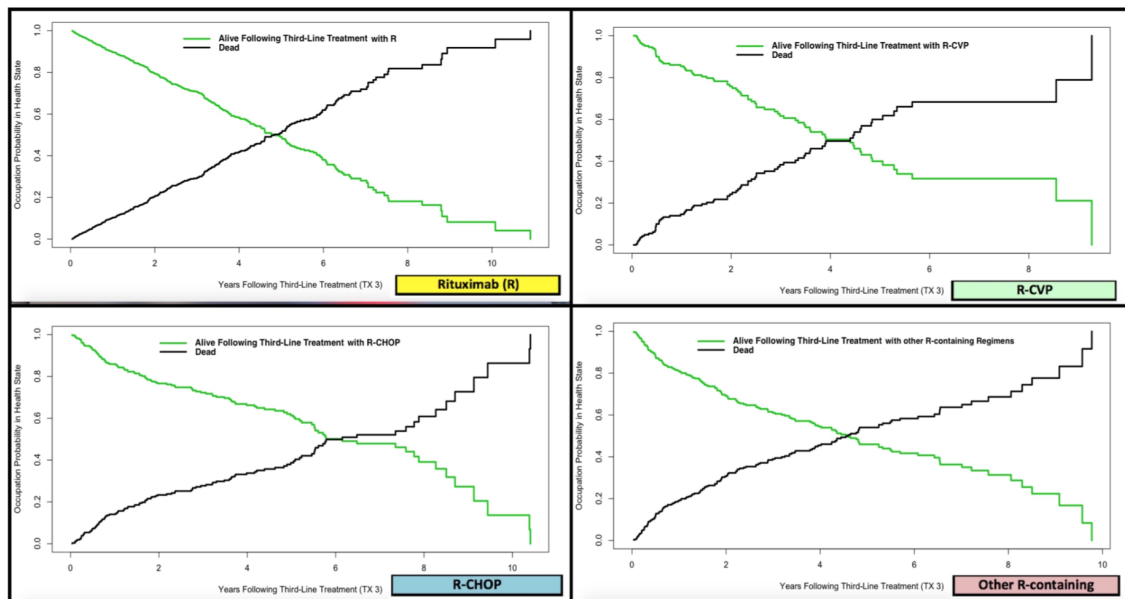 Occupation Probability in Health State
1.0
0.8
0.6
0.4
0.2
0.0
Alive Following Third-Line Treatment with R
Dead
0 2 4 6 8 10
Years Following Third-Line Treatment (TX 3)
Rituximab (R)
Occupation Probability in Health State
1.0
0.8
0.6
0.4
0.2
0.0
Alive Following Third-Line Treatment with R-CVP
Dead
0 2 4 6 8
Years Following Third-Line Treatment (TX 3)
R-CVP
Occupation Probability in Health State
1.0
0.8
0.6
0.4
0.2
0.0
Alive Following Third-Line Treatment with R-CHOP
Dead
0 2 4 6 8 10
Years Following Third-Line Treatment (TX 3)
R-CHOP
Occupation Probability in Health State
1.0
0.8
0.6
0.4
0.2
0.0
Alive Following Third-Line Treatment with other R-containing Regimens
Dead
0 2 4 6 8 10
Years Following Third-Line Treatment (TX 3)
Other R-containing